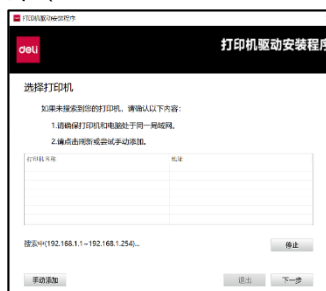 打印机驱动安装程序
deli
打印机驱动安装程序
选择打印机
如果未搜索到您的打印机，请确认以下内容：
1.请确保打印机和电脑处于同一局域网。
2.请点击刷新或尝试手动添加。
打印机名称 地址
搜索中(192.168.1.1~192.168.1.254)... 停止
手动添加 退出 下一步